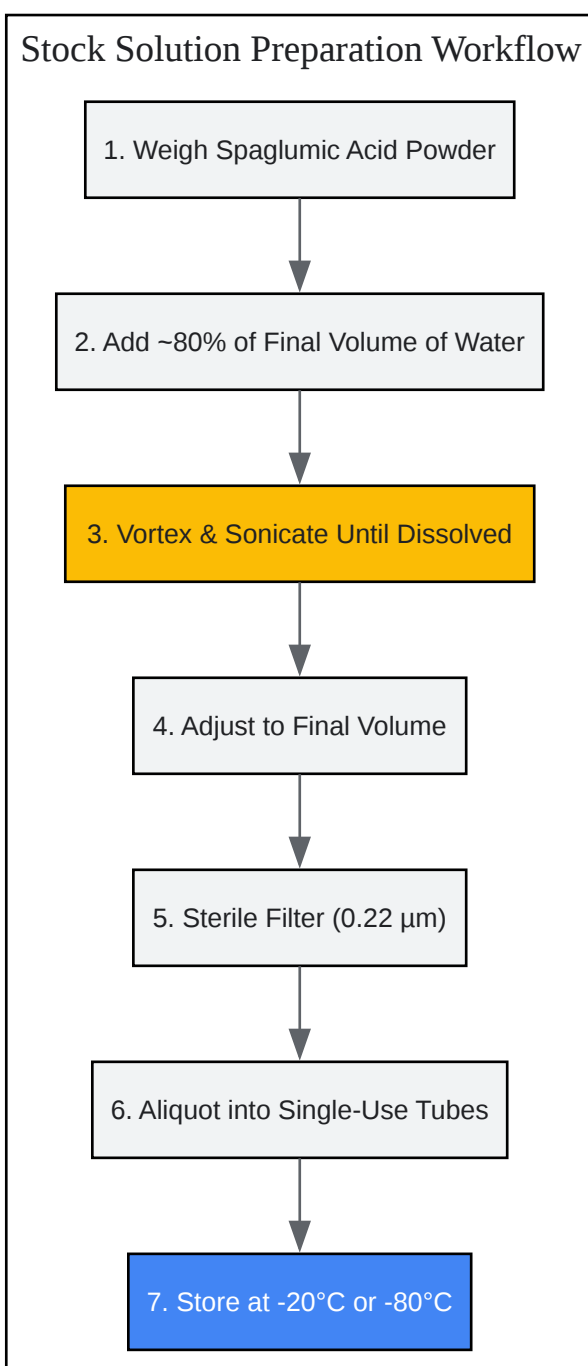 Stock Solution Preparation Workflow
1. Weigh Spaglumic Acid Powder
2. Add ~80% of Final Volume of Water
3. Vortex & Sonicate Until Dissolved
4. Adjust to Final Volume
5. Sterile Filter (0.22 µm)
6. Aliquot into Single-Use Tubes
7. Store at -20°C or -80°C